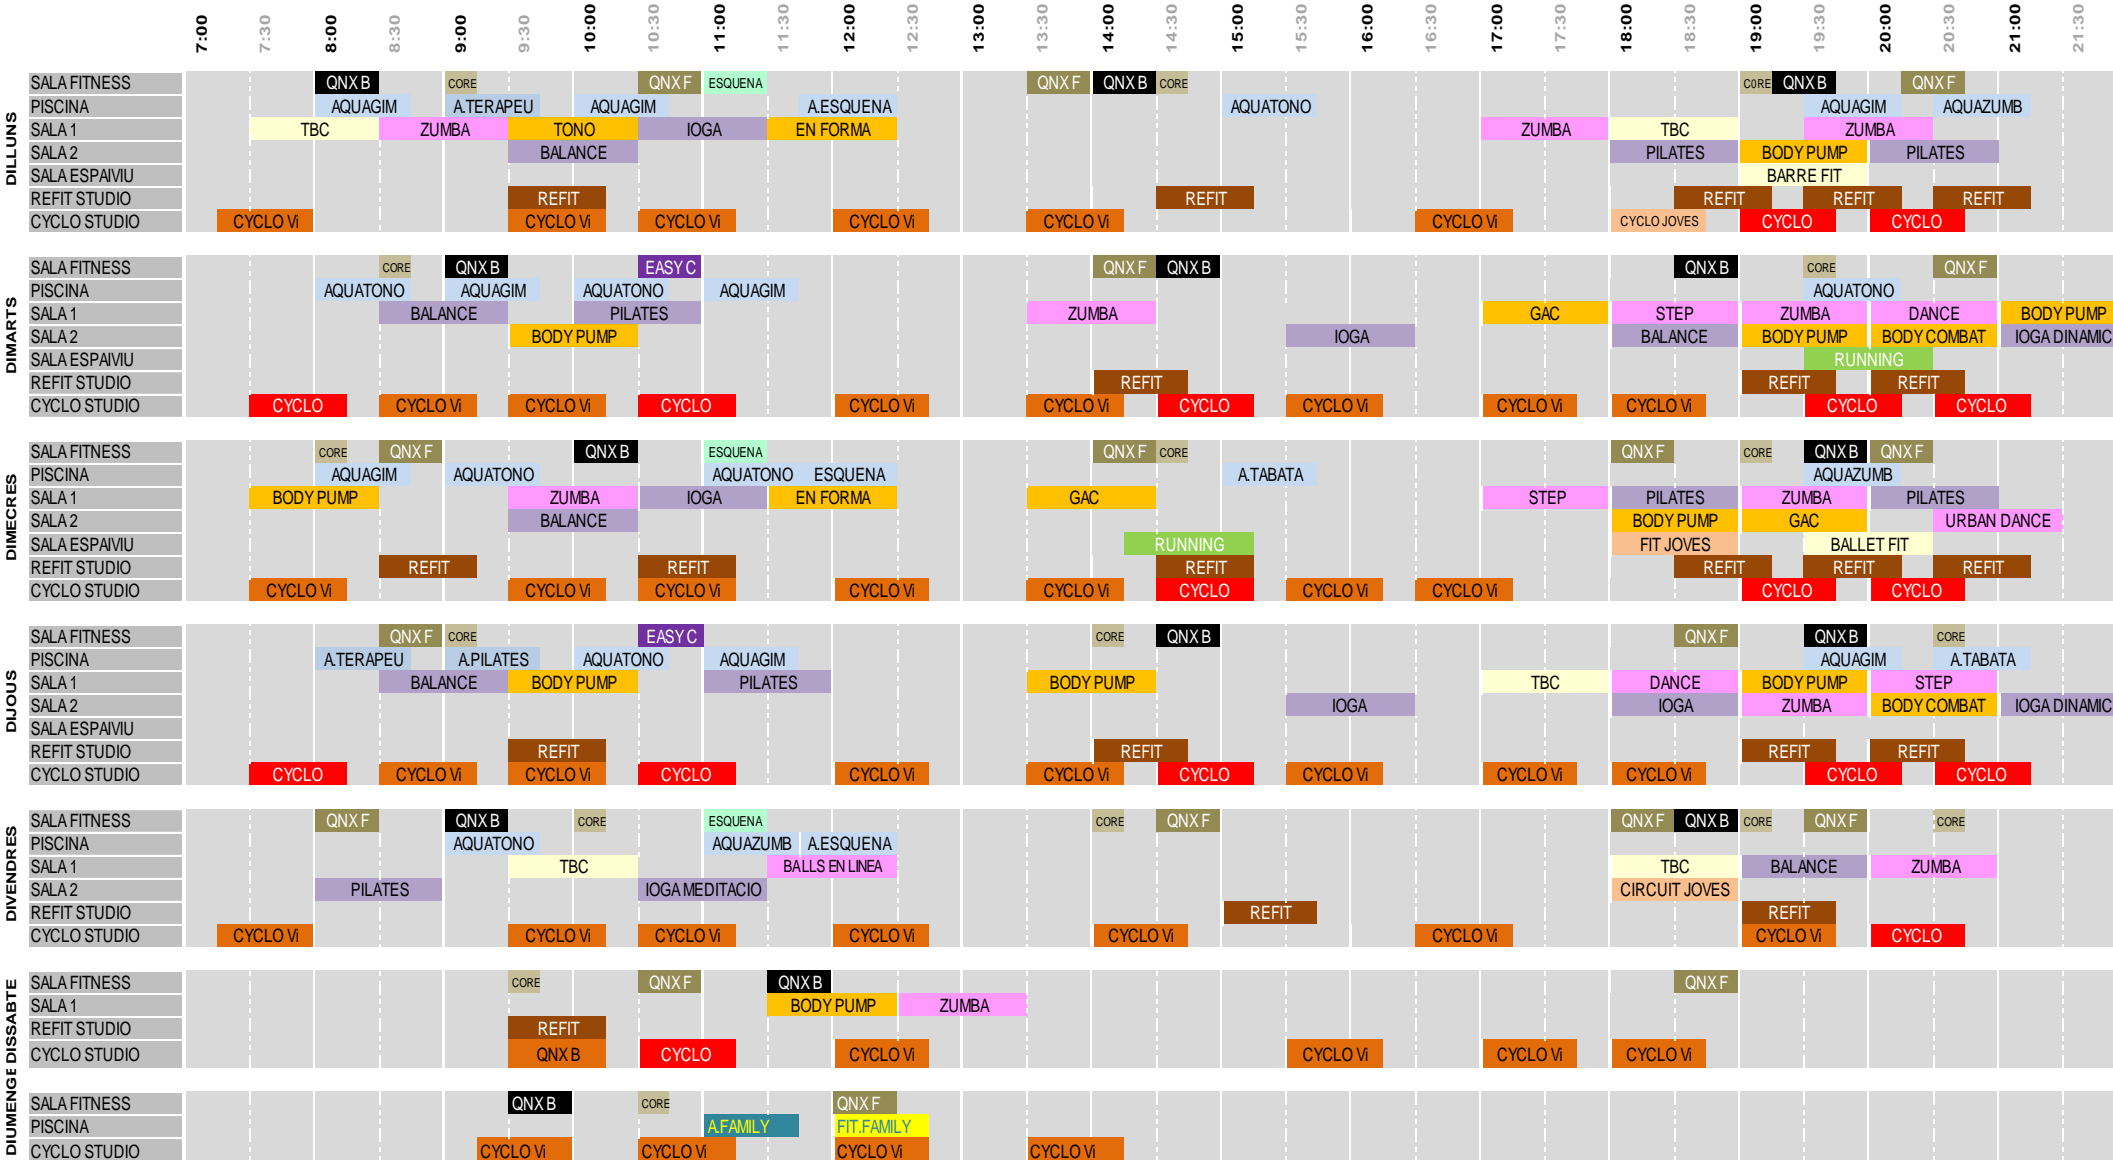 7:00 7:30 8:00 8:30 9:00 9:30 10:00 10:30 11:00 11:30 12:00 12:30 13:00 13:30 14:00 14:30 15:00 15:30 16:00 16:30 17:00 17:30 18:00 18:30 19:00 19:30 20:00 20:30 21:00 21:30
DILLUNS
SALA FITNESS QNX B CORE QNX F ESQUENA QNX F QNX B CORE CORE QNX B QNX F
PISCINA AQUAGIM A.TERAPEU AQUAGIM A.ESQUENA AQUATONO AQUAGIM AQUAZUMB
SALA 1 TBC ZUMBA TONO IOGA EN FORMA ZUMBA TBC ZUMBA
SALA 2 BALANCE PILATES BODY PUMP PILATES
SALA ESPAIVIU BARRE FIT
REFIT STUDIO REFIT REFIT REFIT REFIT REFIT
CYCLO STUDIO CYCLO Vi CYCLO Vi CYCLO Vi CYCLO Vi CYCLO Vi CYCLO Vi CYCLO JOVES CYCLO CYCLO
DIMARTS
SALA FITNESS CORE QNX B EASY C QNX F QNX B QNX B CORE QNX F
PISCINA AQUATONO AQUAGIM AQUATONO AQUAGIM AQUATONO
SALA 1 BALANCE PILATES ZUMBA GAC STEP ZUMBA DANCE BODY PUMP
SALA 2 BODY PUMP IOGA BALANCE BODY PUMP BODY COMBAT IOGA DINAMIC
SALA ESPAIVIU RUNNING
REFIT STUDIO REFIT REFIT REFIT
CYCLO STUDIO CYCLO CYCLO Vi CYCLO Vi CYCLO CYCLO Vi CYCLO Vi CYCLO CYCLO Vi CYCLO Vi CYCLO Vi CYCLO CYCLO
DIMECRES
SALA FITNESS CORE QNX F QNX B ESQUENA QNX F CORE QNX F CORE QNX B QNX F
PISCINA AQUAGIM AQUATONO AQUATONO ESQUENA A.TABATA AQUAZUMB
SALA 1 BODY PUMP ZUMBA IOGA EN FORMA GAC STEP PILATES ZUMBA PILATES
SALA 2 BALANCE BODY PUMP GAC URBAN DANCE
SALA ESPAIVIU RUNNING FIT JOVES BALLET FIT
REFIT STUDIO REFIT REFIT REFIT REFIT REFIT REFIT
CYCLO STUDIO CYCLO Vi CYCLO Vi CYCLO Vi CYCLO Vi CYCLO Vi CYCLO CYCLO Vi CYCLO Vi CYCLO CYCLO
DIJOUS
SALA FITNESS QNX F CORE EASY C CORE QNX B QNX F QNX B CORE
PISCINA A.TERAPEU A.PILATES AQUATONO AQUAGIM AQUAGIM A.TABATA
SALA 1 BALANCE BODY PUMP PILATES BODY PUMP TBC DANCE BODY PUMP STEP
SALA 2 IOGA IOGA ZUMBA BODY COMBAT IOGA DINAMIC
SALA ESPAIVIU
REFIT STUDIO REFIT REFIT REFIT REFIT
CYCLO STUDIO CYCLO CYCLO Vi CYCLO Vi CYCLO CYCLO Vi CYCLO Vi CYCLO CYCLO Vi CYCLO Vi CYCLO Vi CYCLO CYCLO
DIVENDRES
SALA FITNESS QNX F QNX B CORE ESQUENA CORE QNX F QNX F QNX B CORE QNX F CORE
PISCINA AQUATONO AQUAZUMB A.ESQUENA
SALA 1 TBC BALLS EN LINEA TBC BALANCE ZUMBA
SALA 2 PILATES IOGA MEDITACIO CIRCUIT JOVES
REFIT STUDIO REFIT REFIT
CYCLO STUDIO CYCLO Vi CYCLO Vi CYCLO Vi CYCLO Vi CYCLO Vi CYCLO Vi CYCLO Vi CYCLO
DISSABTE
SALA FITNESS CORE QNX F QNX B QNX F
SALA 1 BODY PUMP ZUMBA
REFIT STUDIO REFIT
CYCLO STUDIO QNX B CYCLO CYCLO Vi CYCLO Vi CYCLO Vi CYCLO Vi
DIUMENGE
SALA FITNESS QNX B CORE QNX F
PISCINA A.FAMILY FIT.FAMILY
CYCLO STUDIO CYCLO Vi CYCLO Vi CYCLO Vi CYCLO Vi